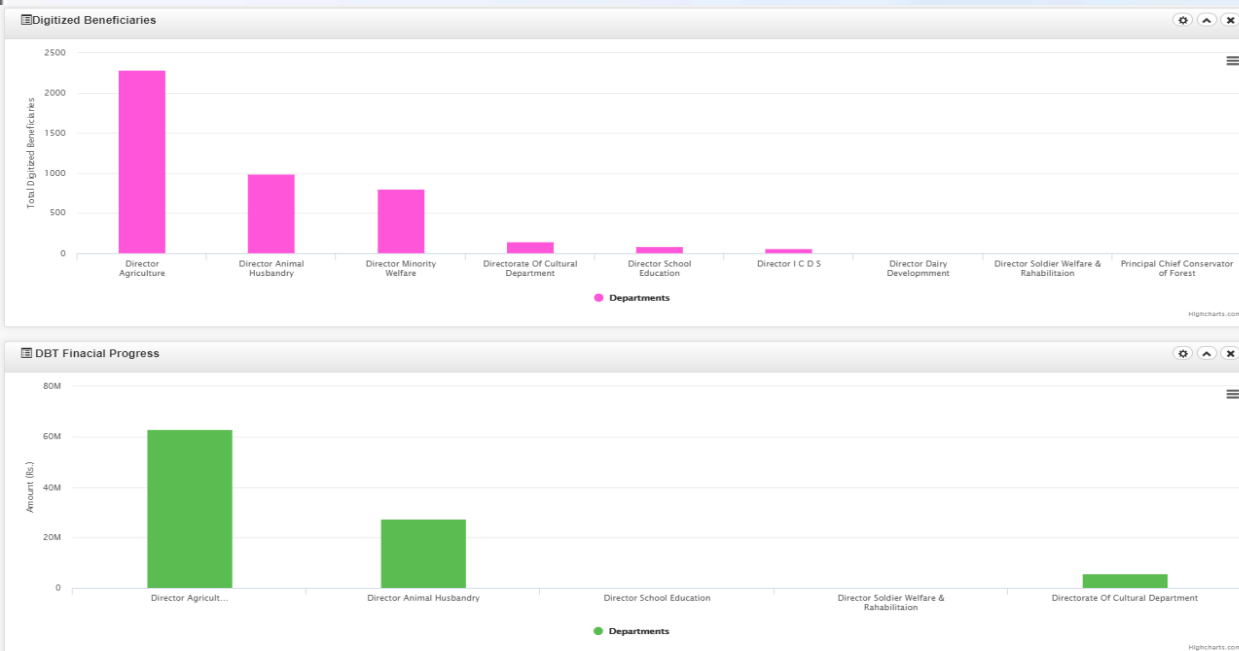 Digitized Beneficiaries
2500
2000
1500
1000
500
0
Total Digitized Beneficiaries
Director
Agriculture
Director Animal
Husbandry
Director Minority
Welfare
Directorate Of Cultural
Department
Director School
Education
Director I C D S
Director Dairy
Developmment
Director Soldier Welfare &
Rahabilitaion
Principal Chief Conservator
of Forest
Departments
Highcharts.com
DBT Finacial Progress
80M
60M
40M
20M
0
Amount (Rs.)
Director Agricult...
Director Animal Husbandry
Director School Education
Director Soldier Welfare &
Rahabilitaion
Directorate Of Cultural Department
Departments
Highcharts.com